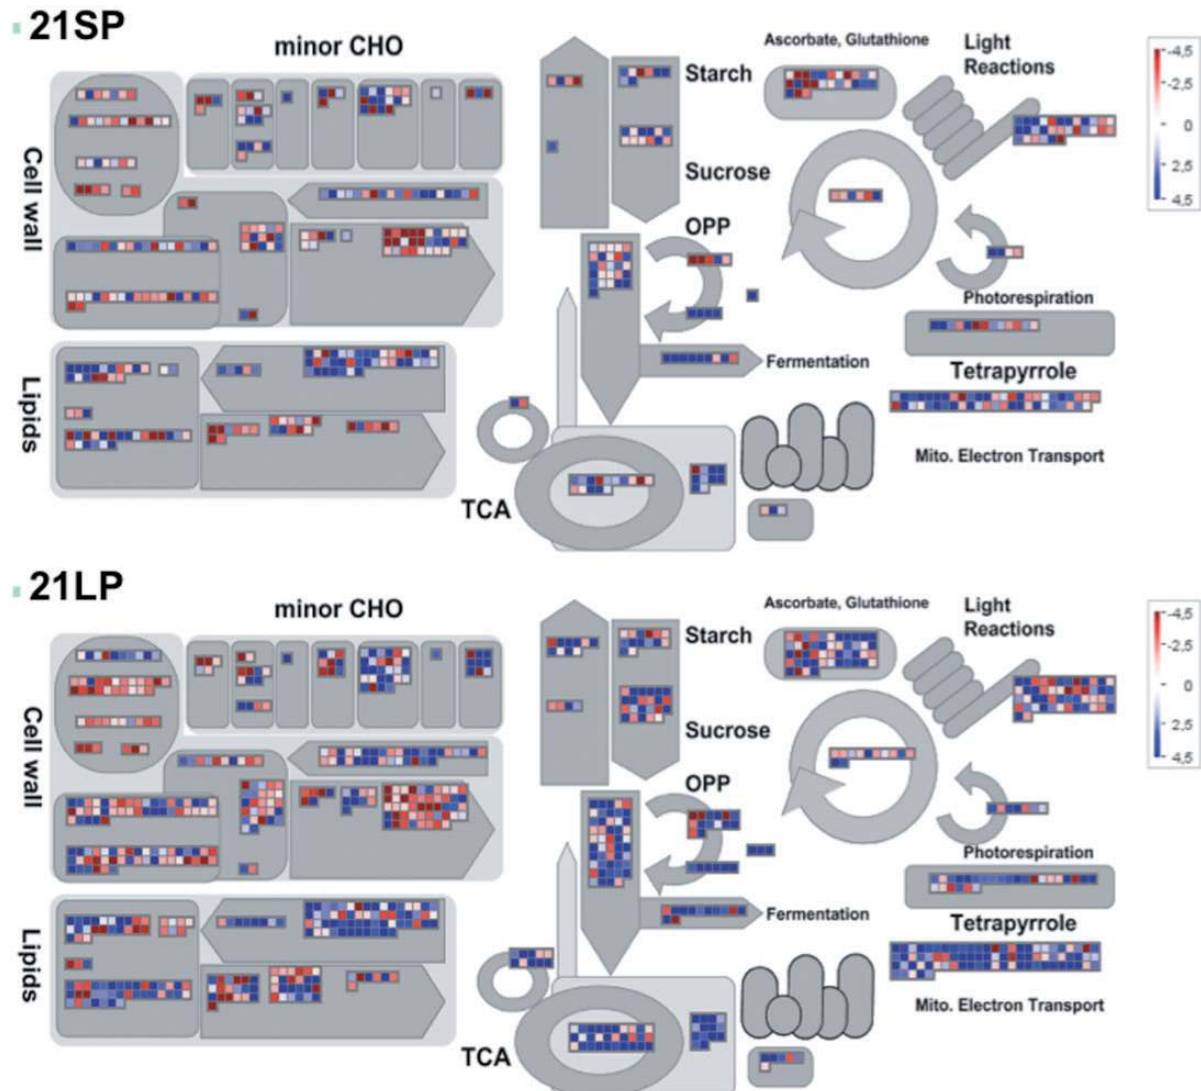 21SP
minor CHO
Ascorbate, Glutathione
Light
Reactions
-4,5
-2,5
0
2,5
4,5
Starch
Sucrose
OPP
Cell wall
Photorespiration
Fermentation
Tetrapyrrole
Lipids
Mito. Electron Transport
TCA
21LP
minor CHO
Ascorbate, Glutathione
Light
Reactions
-4,5
-2,5
0
2,5
4,5
Starch
Sucrose
OPP
Cell wall
Photorespiration
Fermentation
Tetrapyrrole
Lipids
Mito. Electron Transport
TCA